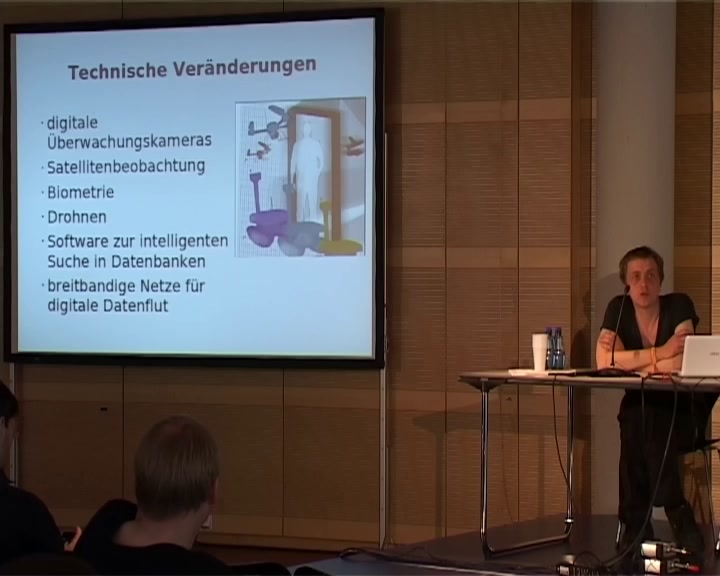 Technische Veränderungen
· digitale
Überwachungskameras
· Satellitenbeobachtung
· Biometrie
· Drohnen
· Software zur intelligenten
Suche in Datenbanken
· breitbandige Netze für
digitale Datenflut